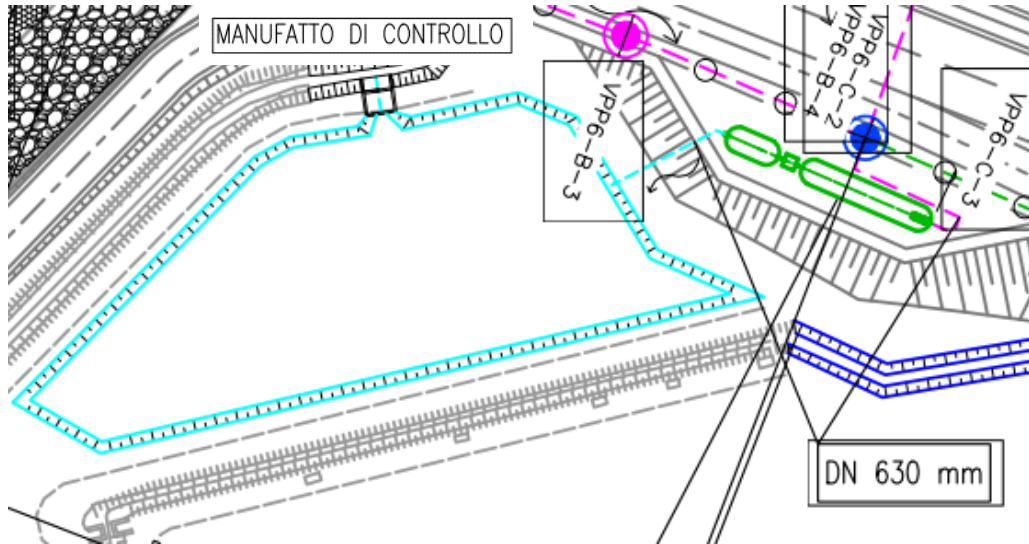 MANUFATTO DI CONTROLLO
VPP6-B-3
VPP6-B-4
VPP6-C-2
VPP6-C-3
DN 630 mm